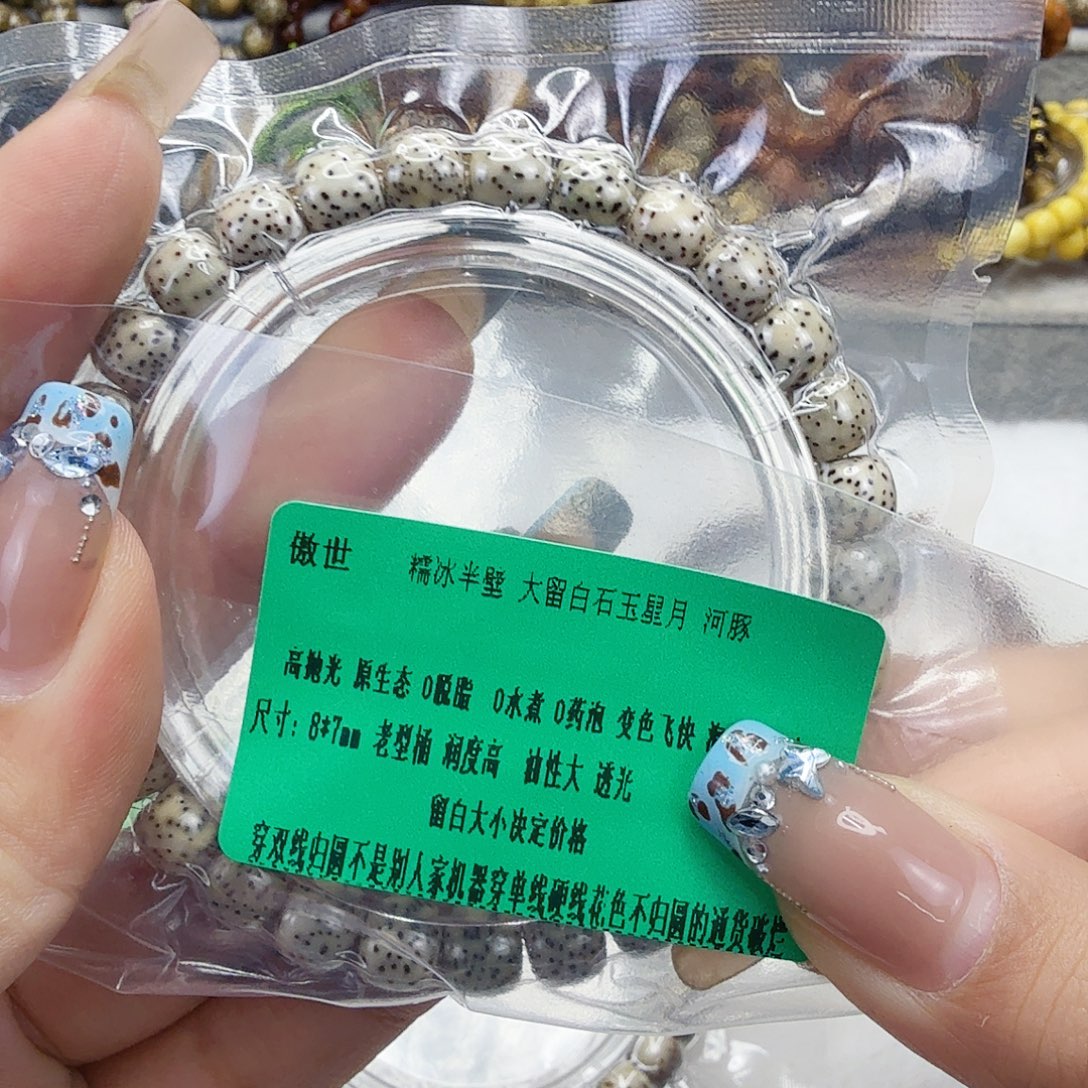 傲世 糯冰半壁 大留白石玉星月 河豚
高抛光 原生态 0脱脂 0水煮 0药泡 变色飞快
尺寸：8*7mm 老型桶 润度高 油性大 透光
留白大小决定价格
穿双线归圆不是别人家机器穿单线硬线花色不归圆的通货破烂